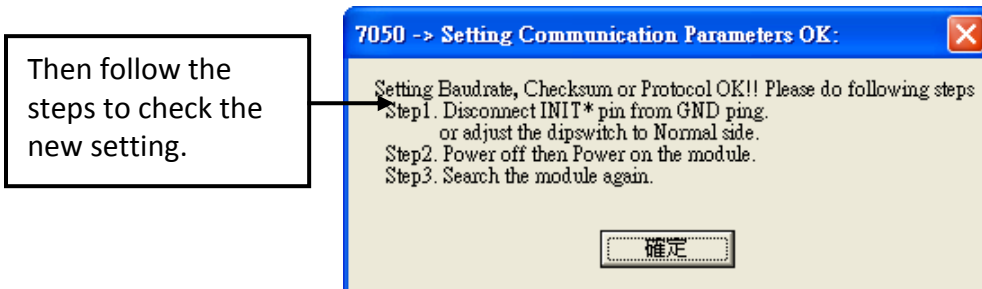 Then follow the
steps to check the
new setting.
7050 -> Setting Communication Parameters OK:
Setting Baudrate, Checksum or Protocol OK!! Please do following steps
Step1. Disconnect INIT* pin from GND ping.
or adjust the dipswitch to Normal side.
Step2. Power off then Power on the module.
Step3. Search the module again.
確定